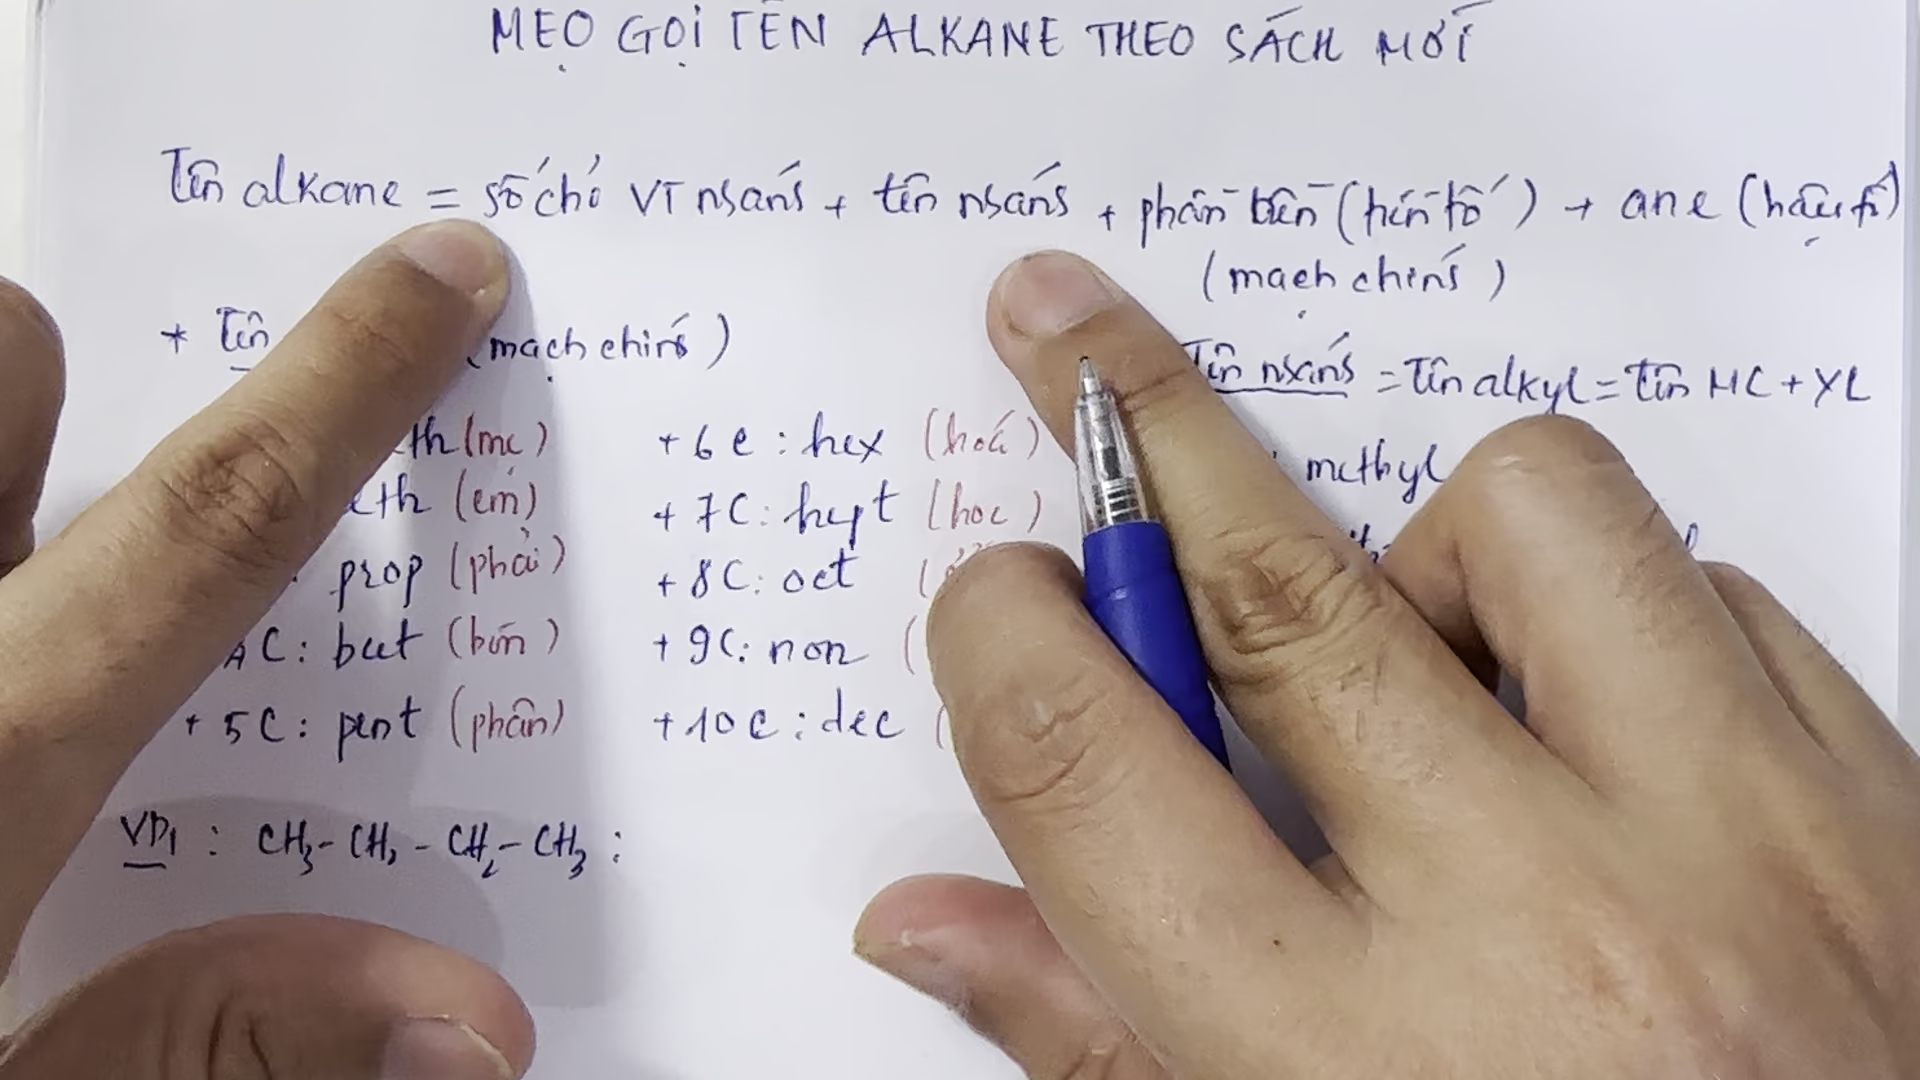 MẸO GỌI TÊN ALKANE THEO SÁCH MỚI
Tên alkane = số chỉ VT nhánh + tên nhánh + phần tiền (tiền tố) + ane (hậu tố)
(mạch chính)
* Tên (mạch chính)
Tên nhánh = Tên alkyl = tên MC + YL
th (mẹ)
eth (em)
prop (phải)
4C: but (bón)
+ 5C: pent (phân)
+ 6C: hex (hoá)
+ 7C: hept (học)
+ 8C: oct
+ 9C: non
+ 10C: dec
methyl
VD1 : CH3 - CH2 - CH2 - CH3 :